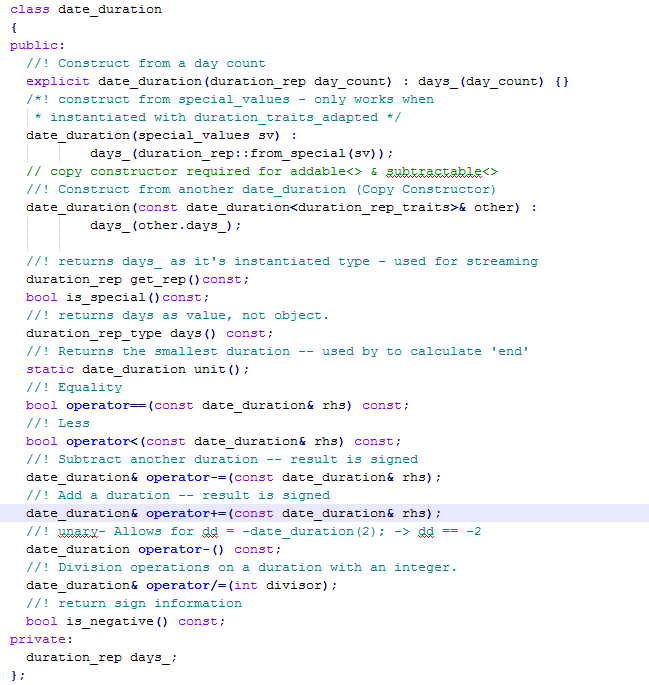 class date_duration
{
public:
//! Construct from a day count
explicit date_duration(duration_rep day_count) : days_(day_count) {}
/*! construct from special_values - only works when
* instantiated with duration_traits_adapted */
date_duration(special_values sv) :
days_(duration_rep::from_special(sv));
// copy constructor required for addable<> & subtractable<>
//! Construct from another date_duration (Copy Constructor)
date_duration(const date_duration<duration_rep_traits>& other) :
days_(other.days_);
//! returns days_ as it's instantiated type - used for streaming
duration_rep get_rep()const;
bool is_special()const;
//! returns days as value, not object.
duration_rep_type days() const;
//! Returns the smallest duration -- used by to calculate 'end'
static date_duration unit();
//! Equality
bool operator==(const date_duration& rhs) const;
//! Less
bool operator<(const date_duration& rhs) const;
//! Subtract another duration -- result is signed
date_duration& operator-=(const date_duration& rhs);
//! Add a duration -- result is signed
date_duration& operator+=(const date_duration& rhs);
//! unary- Allows for dd = -date_duration(2); -> dd == -2
date_duration operator-() const;
//! Division operations on a duration with an integer.
date_duration& operator/=(int divisor);
//! return sign information
bool is_negative() const;
private:
duration_rep days_;
};